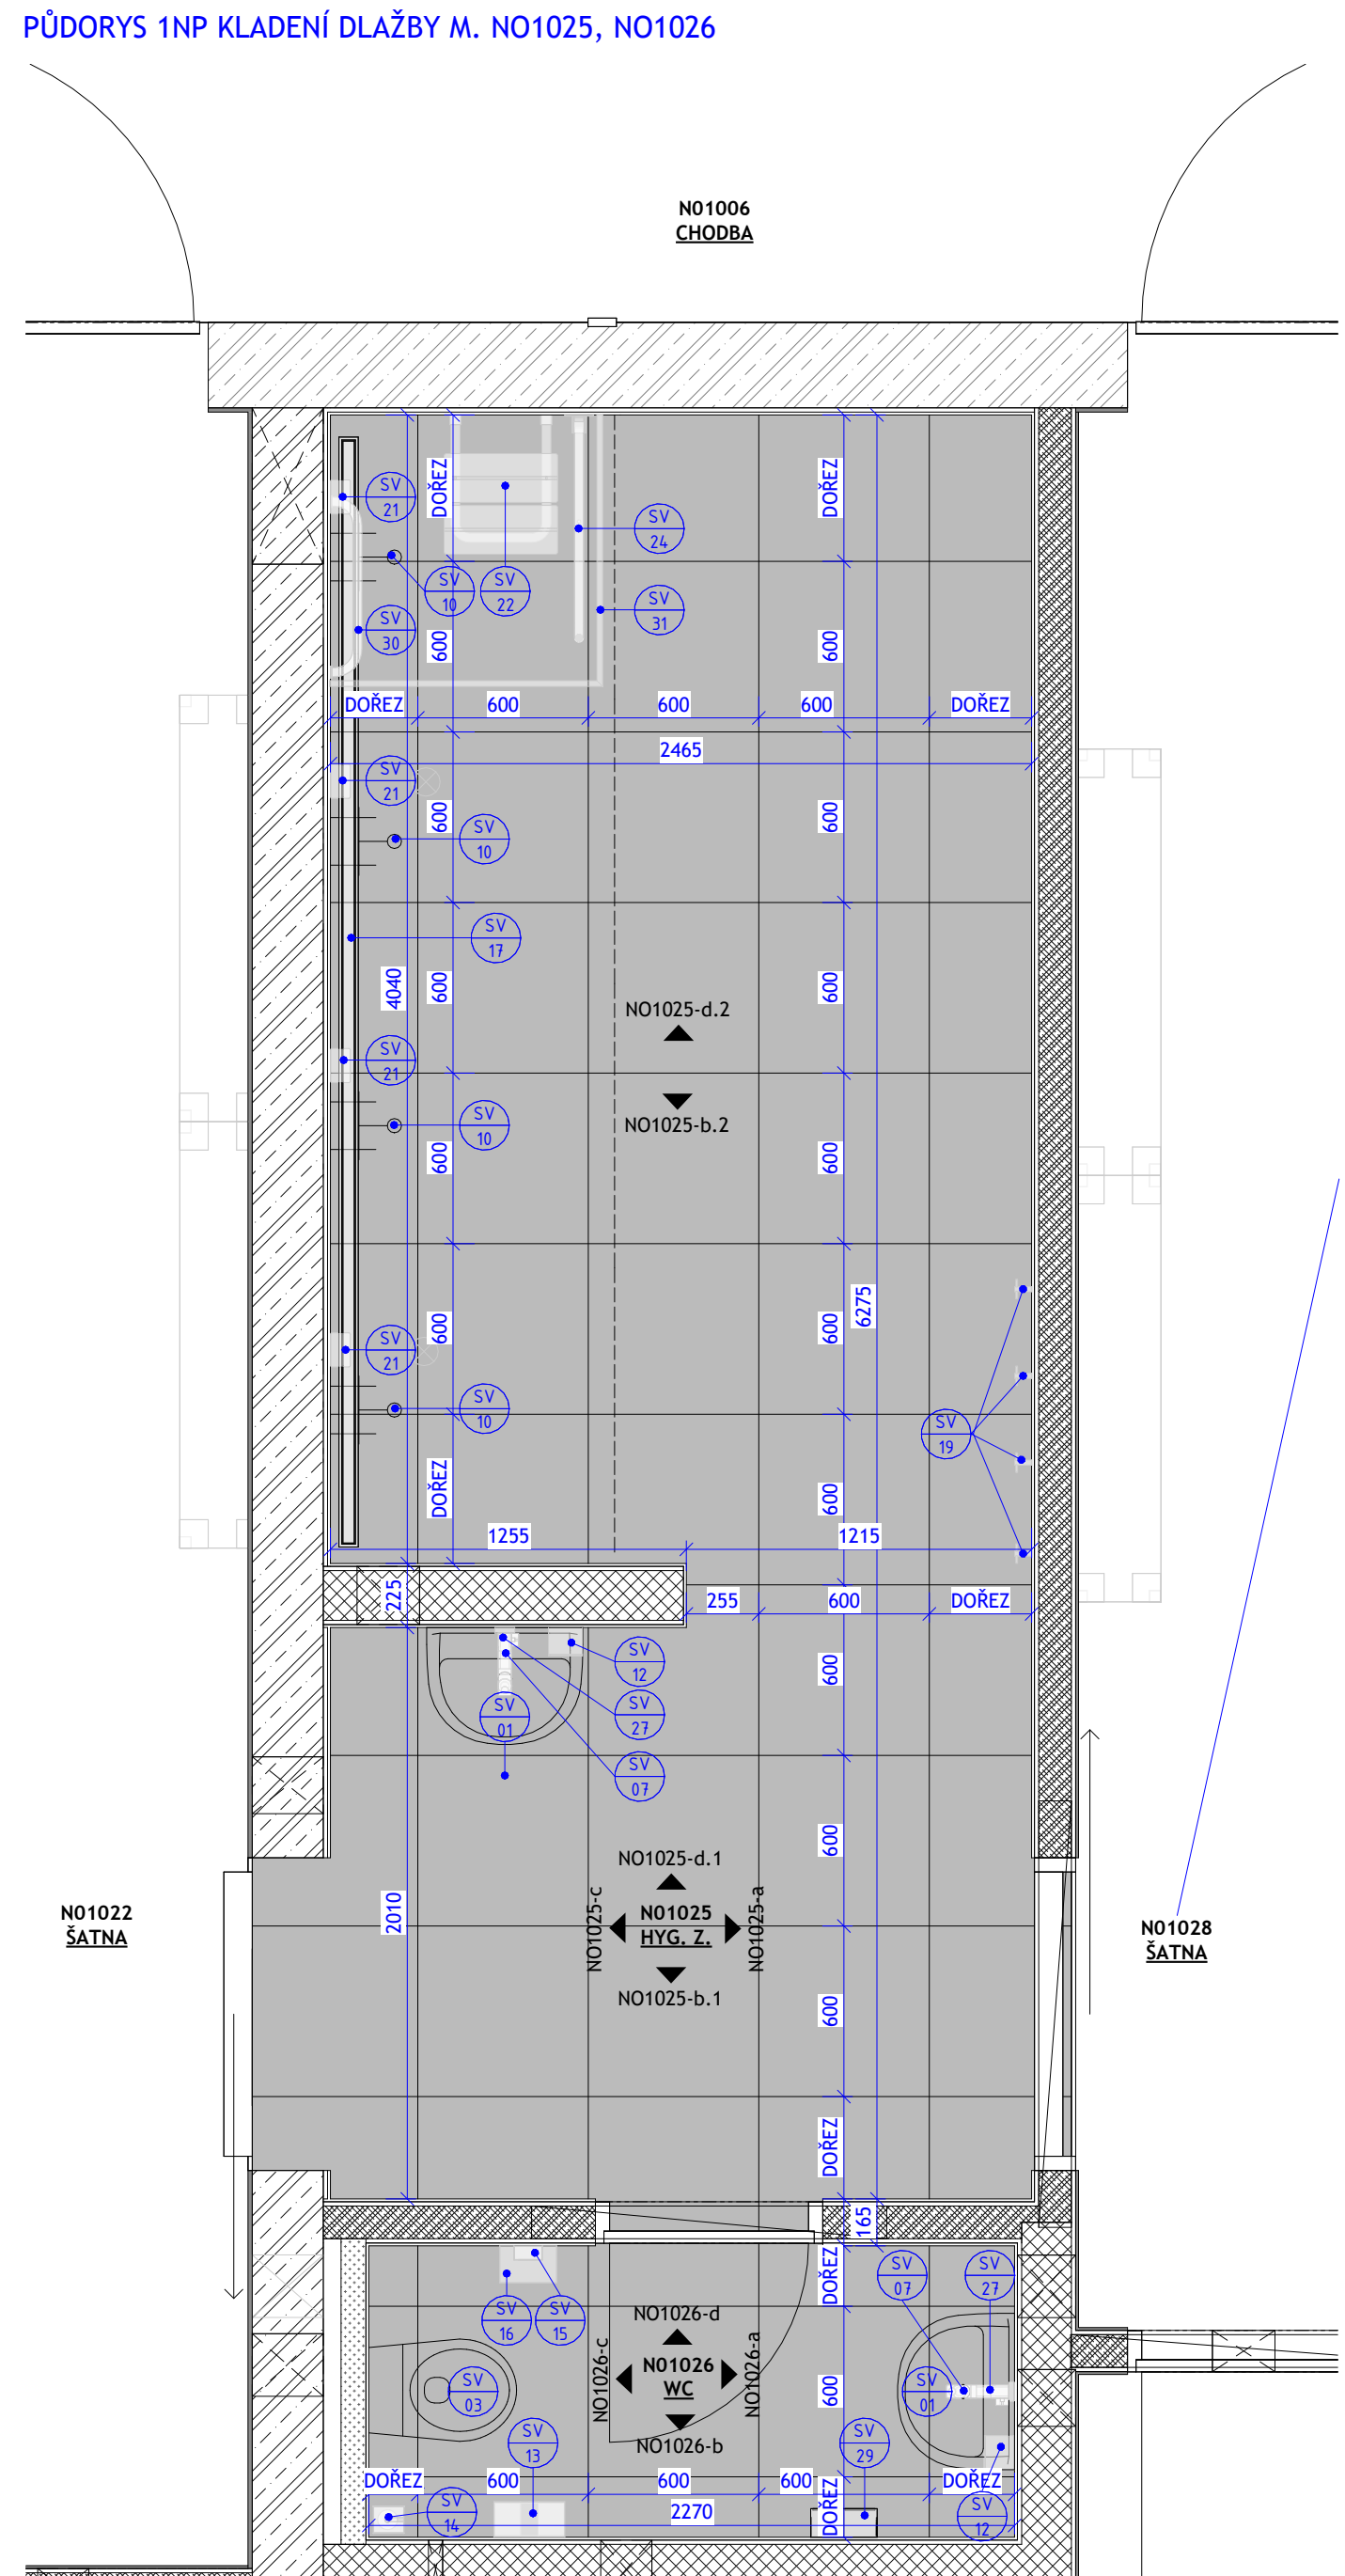 PŮDORYS 1NP KLADENÍ DLAŽBY M. NO1025, NO1026
N01006
CHODBA
SV
21
DOŘEZ
DOŘEZ
SV
24
SV
10
SV
22
SV
31
SV
30
600
600
DOŘEZ
600
600
600
DOŘEZ
2465
SV
21
600
600
SV
10
SV
17
4040
600
600
NO1025-d.2
SV
21
NO1025-b.2
SV
10
600
600
600
600
6275
SV
21
SV
10
SV
19
DOŘEZ
600
1255
1215
225
255
600
DOŘEZ
SV
12
600
SV
01
SV
27
SV
07
600
NO1025-d.1
2010
NO1025-c
N01025
HYG. Z.
NO1025-a
NO1025-b.1
N01022
ŠATNA
N01028
ŠATNA
600
DOŘEZ
165
DOŘEZ
SV
07
SV
27
SV
16
SV
15
NO1026-d
NO1026-c
N01026
WC
NO1026-a
NO1026-b
SV
03
600
SV
01
SV
13
SV
29
DOŘEZ
600
600
600
DOŘEZ
DOŘEZ
SV
14
2270
SV
12